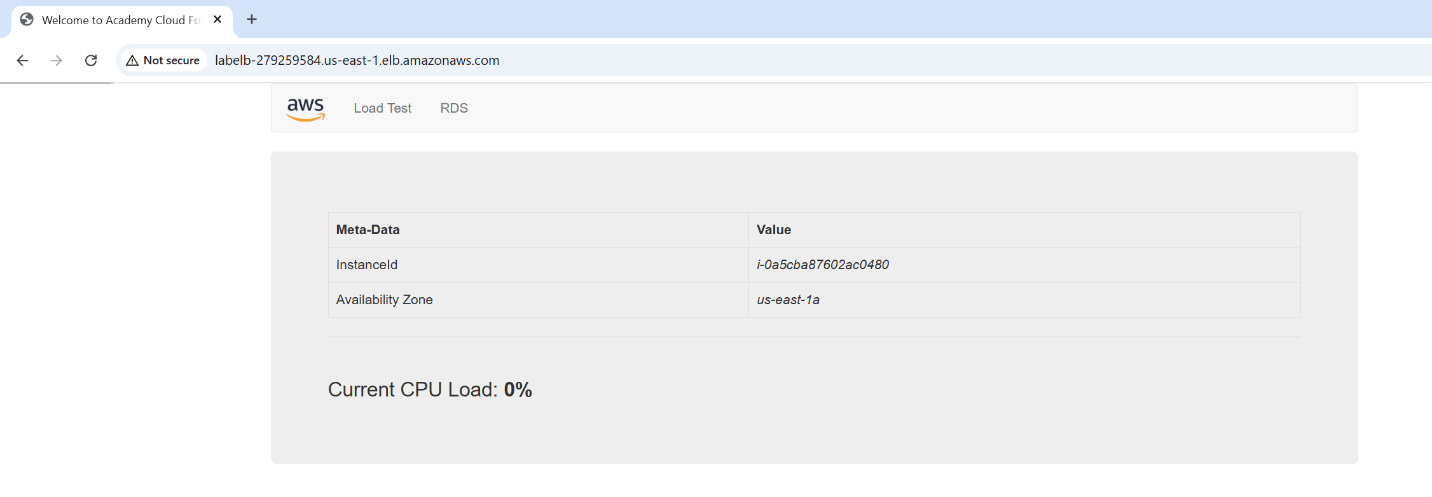 Welcome to Academy Cloud Fo
Not secure labelb-279259584.us-east-1.elb.amazonaws.com
aws Load Test RDS
Meta-Data Value
InstanceId i-0a5cba87602ac0480
Availability Zone us-east-1a
Current CPU Load: 0%